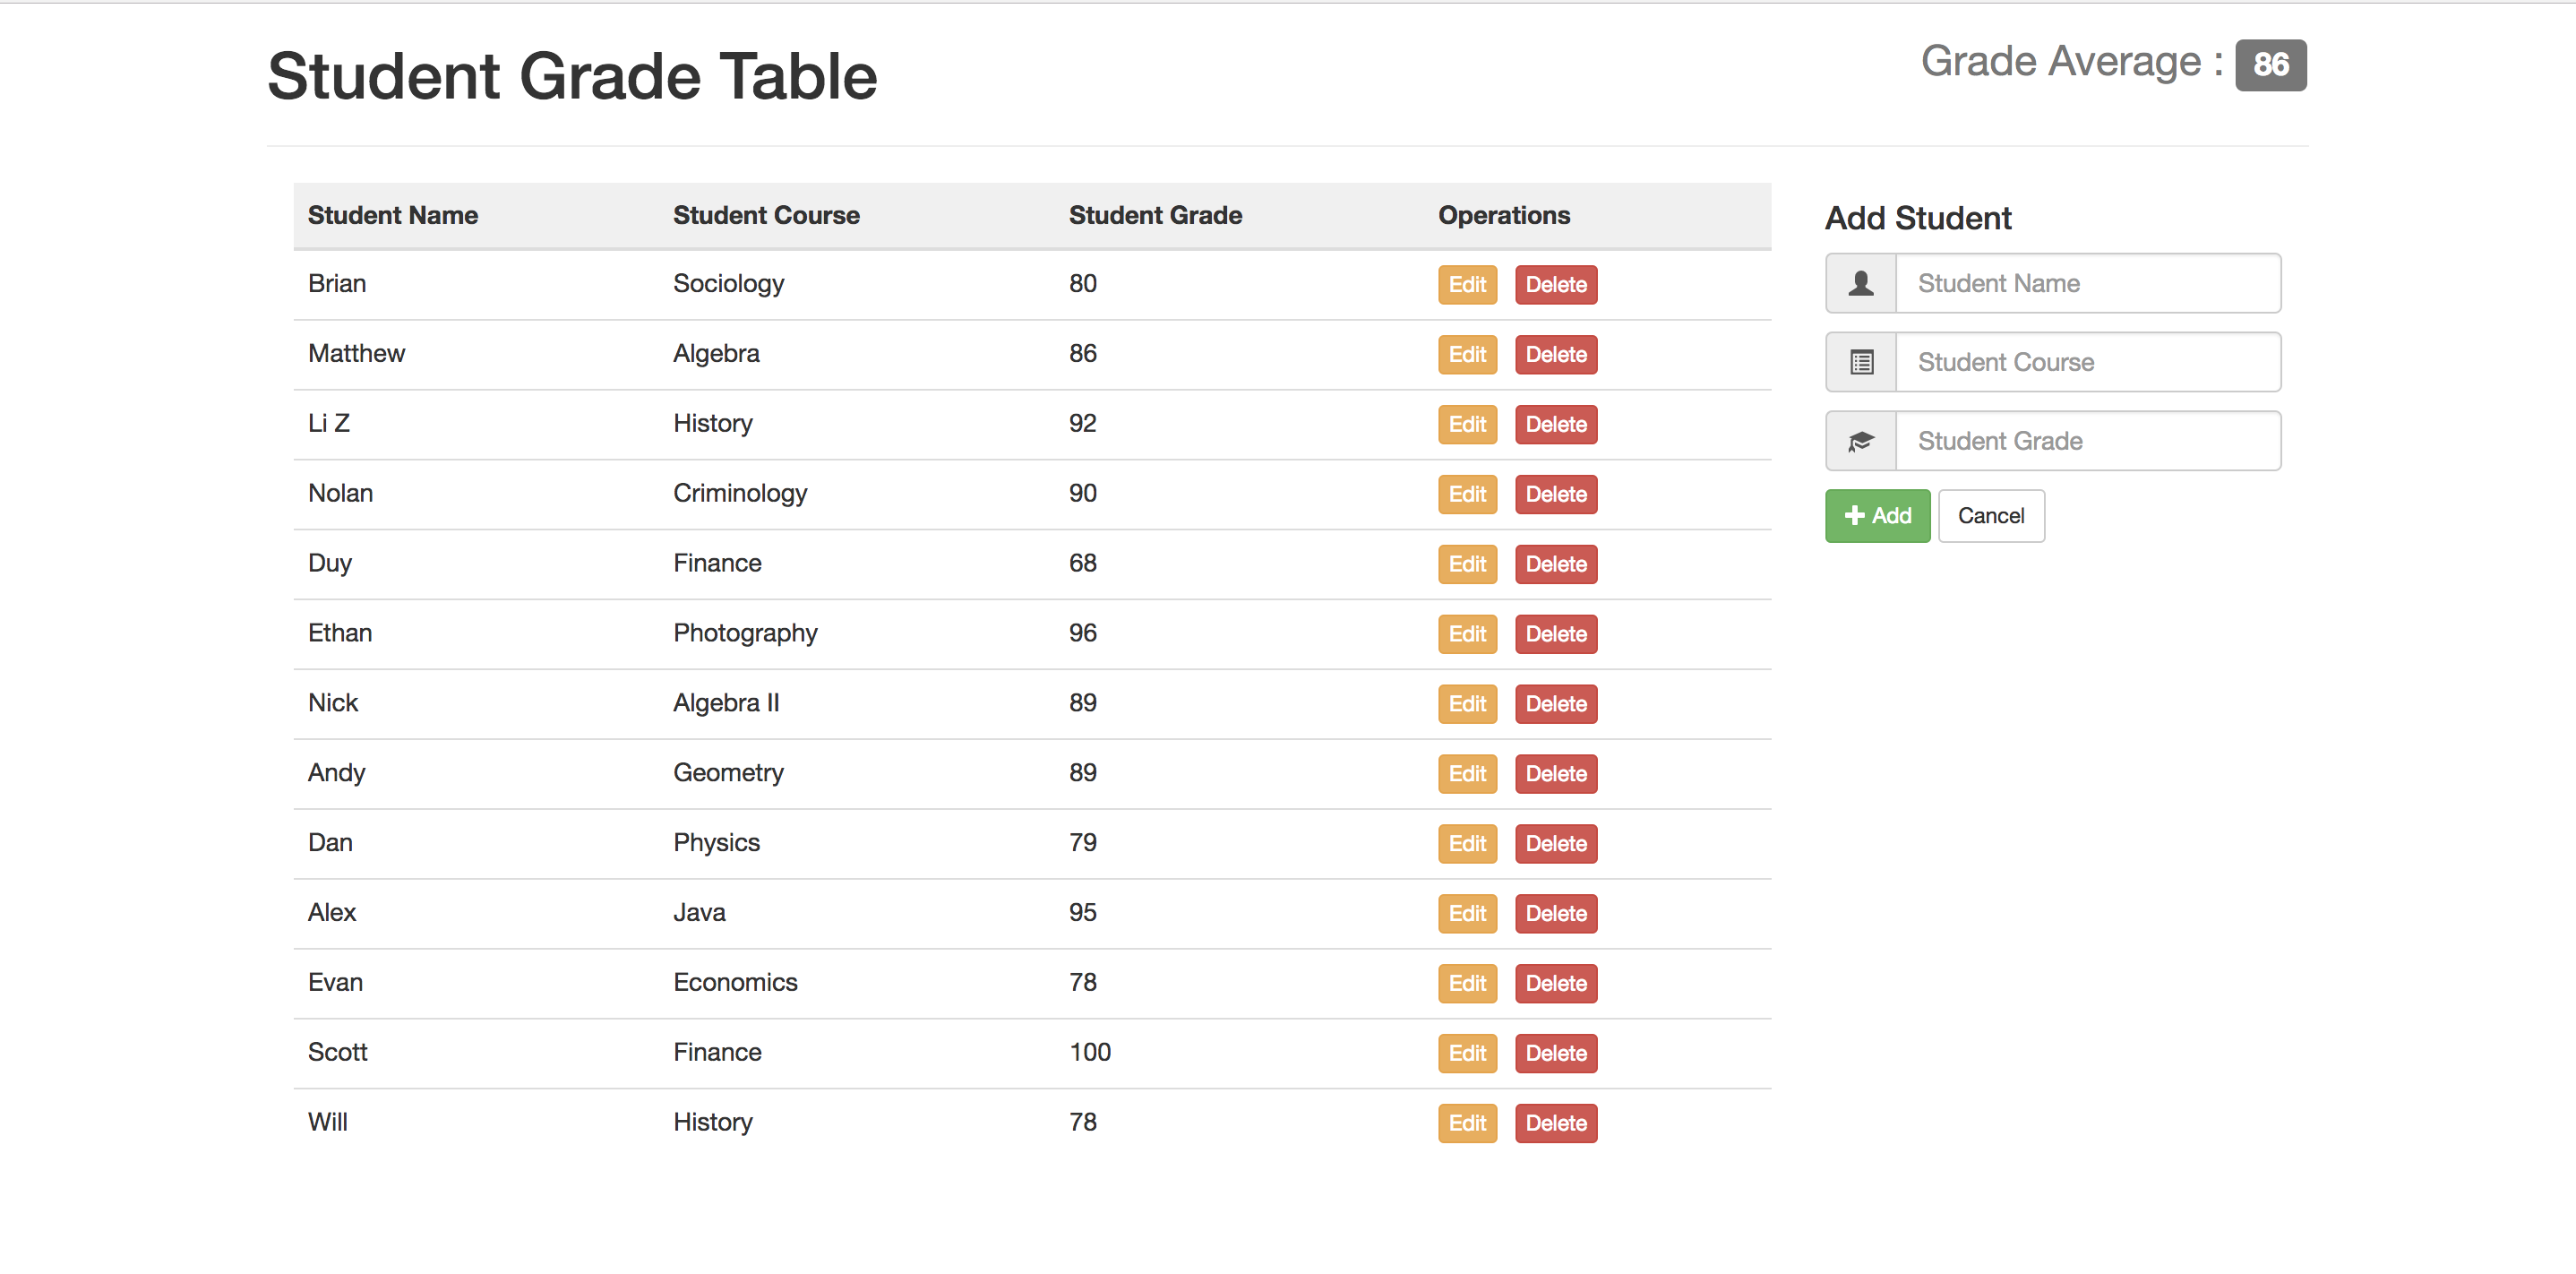 Student Grade Table
Grade Average : 86
Student Name Student Course Student Grade Operations
Brian Sociology 80 Edit Delete
Matthew Algebra 86 Edit Delete
Li Z History 92 Edit Delete
Nolan Criminology 90 Edit Delete
Duy Finance 68 Edit Delete
Ethan Photography 96 Edit Delete
Nick Algebra II 89 Edit Delete
Andy Geometry 89 Edit Delete
Dan Physics 79 Edit Delete
Alex Java 95 Edit Delete
Evan Economics 78 Edit Delete
Scott Finance 100 Edit Delete
Will History 78 Edit Delete
Add Student
Student Name
Student Course
Student Grade
Add Cancel